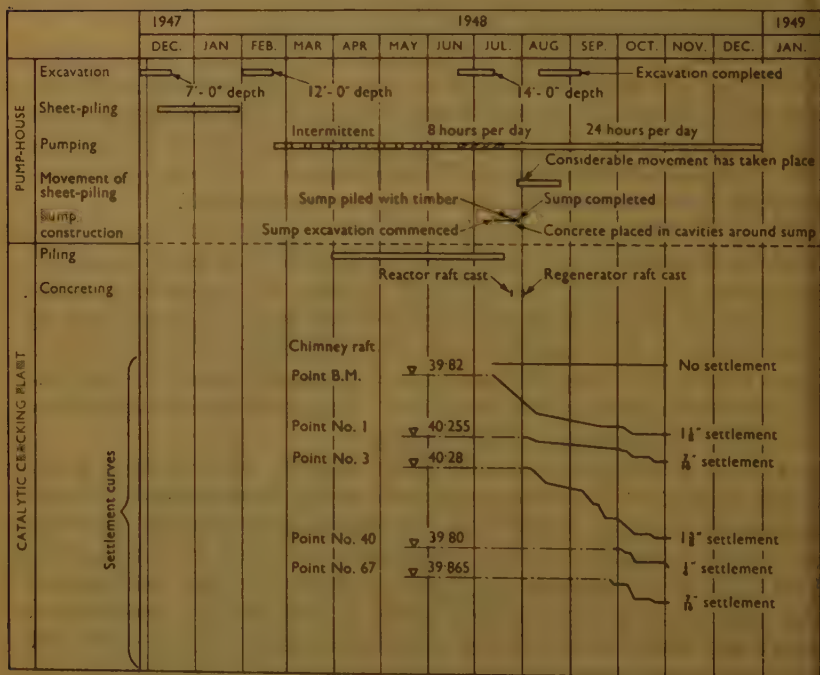 1947 1948 1949
DEC. JAN FEB. MAR APR MAY JUN JUL. AUG SEP. OCT. NOV. DEC. JAN.
PUMP-HOUSE
Excavation
7'-0" depth
12'-0" depth
14'-0" depth
Excavation completed
Sheet-piling
Pumping
Intermittent
8 hours per day
24 hours per day
Considerable movement has taken place
Movement of
sheet-piling
Sump piled with timber
Sump completed
Sump
construction
Sump excavation commenced
Concrete placed in cavities around sump
CATALYTIC CRACKING PLANT
Piling
Concreting
Reactor raft cast
Regenerator raft cast
Settlement curves
Chimney raft
39·82
No settlement
Point B.M.
settlement
Point No. 1
40·255
settlement
Point No. 3
40·28
settlement
Point No. 40
39·80
settlement
Point No. 67
39·865
settlement